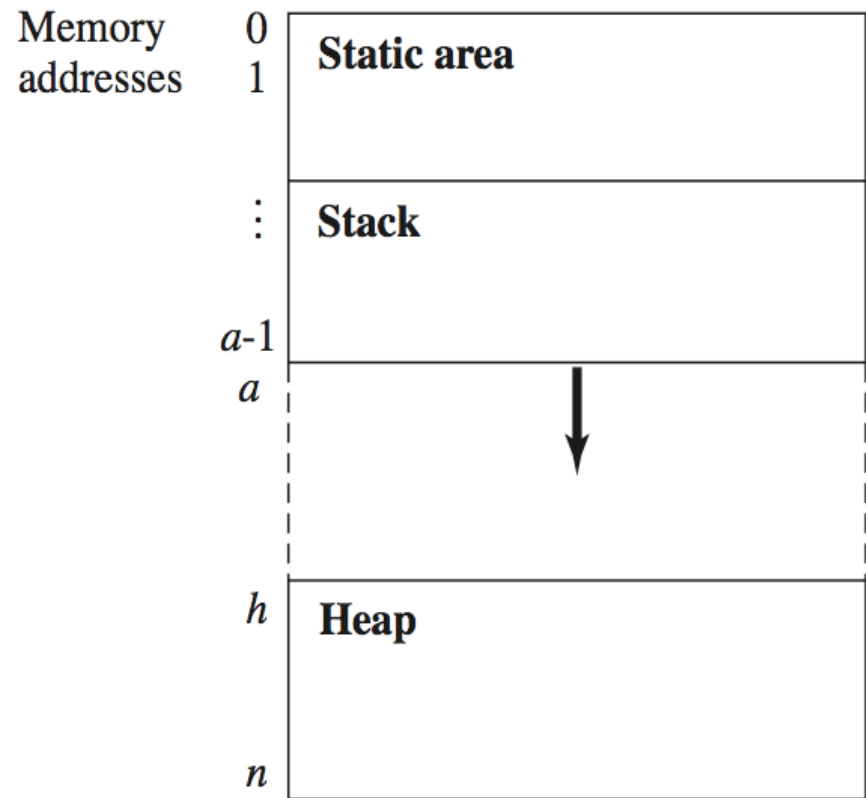 Memory
addresses
0
1
Static area
⋮
Stack
a-1
a
h
Heap
n